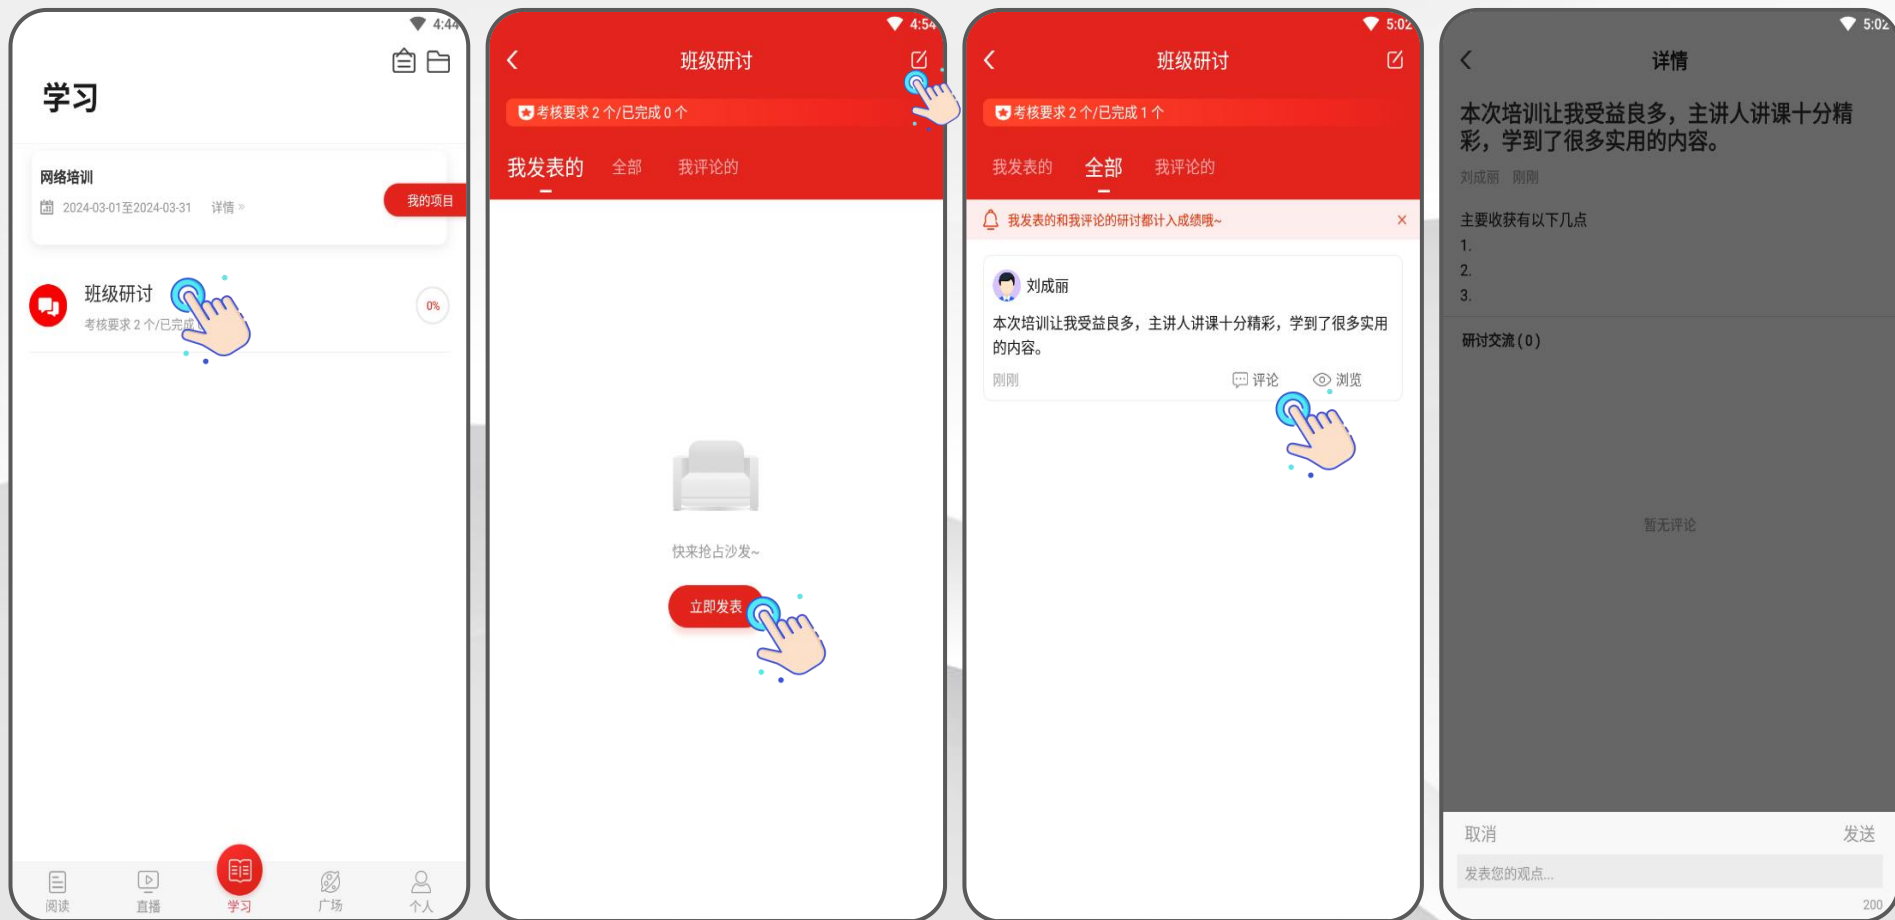 4:44
学习
网络培训
2024-03-01至2024-03-31 详情 »
我的项目
班级研讨
考核要求 2 个/已完成
0%
阅读
直播
学习
广场
个人
4:54
班级研讨
考核要求 2 个/已完成 0 个
我发表的 全部 我评论的
快来抢占沙发~
立即发表
5:02
班级研讨
考核要求 2 个/已完成 1 个
我发表的 全部 我评论的
我发表的和我评论的研讨都计入成绩哦~ ×
刘成丽
本次培训让我受益良多，主讲人讲课十分精彩，学到了很多实用
的内容。
刚刚 评论 浏览
5:02
详情
本次培训让我受益良多，主讲人讲课十分精
彩，学到了很多实用的内容。
刘成丽 刚刚
主要收获有以下几点
1.
2.
3.
研讨交流 ( 0 )
暂无评论
取消 发送
发表您的观点...
200